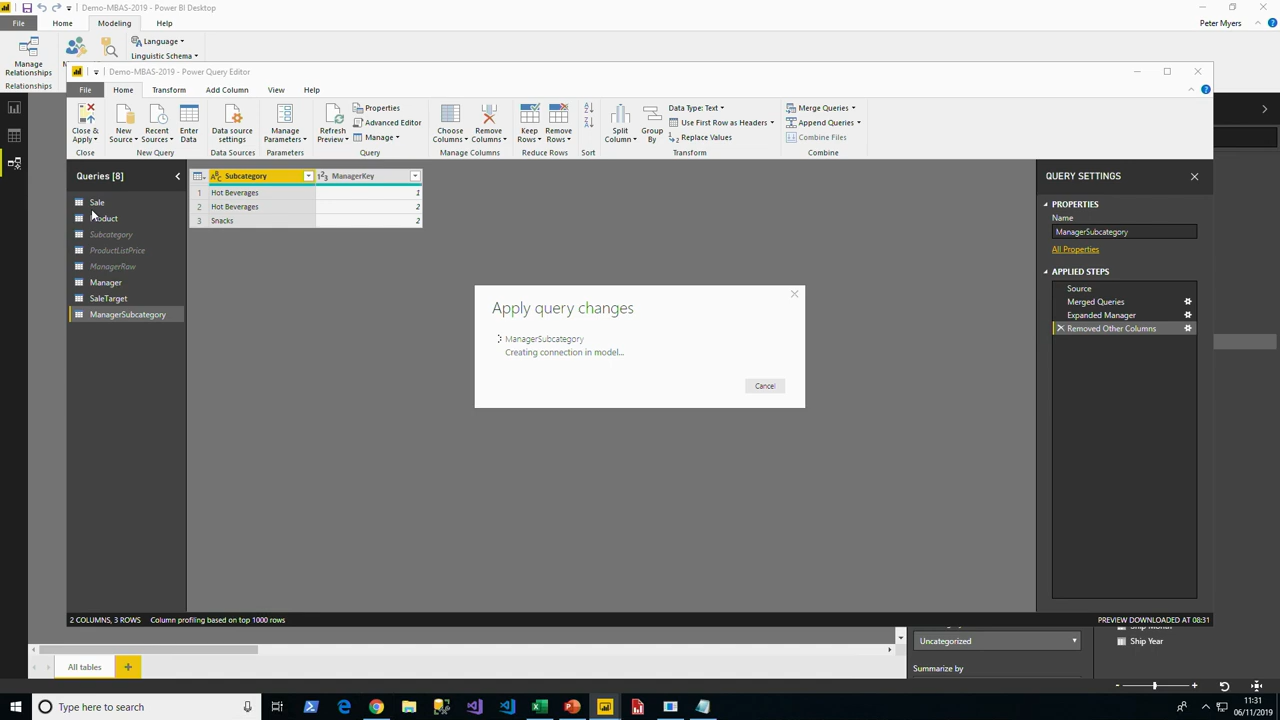 Demo-MBAS-2019 - Power BI Desktop
File
Home
Modeling
Help
Peter Myers
Manage
Relationships
Relationships
Language
Linguistic Schema
Demo-MBAS-2019 - Power Query Editor
File
Home
Transform
Add Column
View
Help
Close &
Apply
Close
New
Source
Recent
Sources
Enter
Data
New Query
Data source
settings
Data Sources
Manage
Parameters
Parameters
Refresh
Preview
Properties
Advanced Editor
Manage
Query
Choose
Columns
Remove
Columns
Manage Columns
Keep
Rows
Remove
Rows
Reduce Rows
Sort
Split
Column
Group
By
Data Type: Text
Use First Row as Headers
Replace Values
Transform
Merge Queries
Append Queries
Combine Files
Combine
Queries [8]
Sale
Product
Subcategory
ProductListPrice
ManagerRaw
Manager
SaleTarget
ManagerSubcategory
Subcategory
ManagerKey
1 Hot Beverages 1
2 Hot Beverages 2
3 Snacks 2
Apply query changes
ManagerSubcategory
Creating connection in model...
Cancel
QUERY SETTINGS
PROPERTIES
Name
ManagerSubcategory
All Properties
APPLIED STEPS
Source
Merged Queries
Expanded Manager
Removed Other Columns
2 COLUMNS, 3 ROWS
Column profiling based on top 1000 rows
PREVIEW DOWNLOADED AT 08:31
Uncategorized
Summarize by
Ship Year
All tables
Type here to search
11:31
06/11/2019